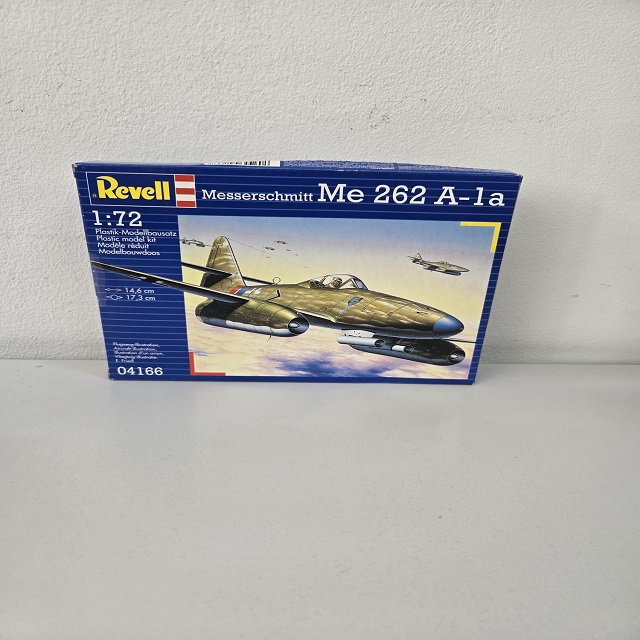 Revell
Messerschmitt Me 262 A-1a
1:72
Plastik-Modellbausatz
Plastic model kit
Modèle réduit
Modelbouwdoos
14,6 cm
17,3 cm
04166